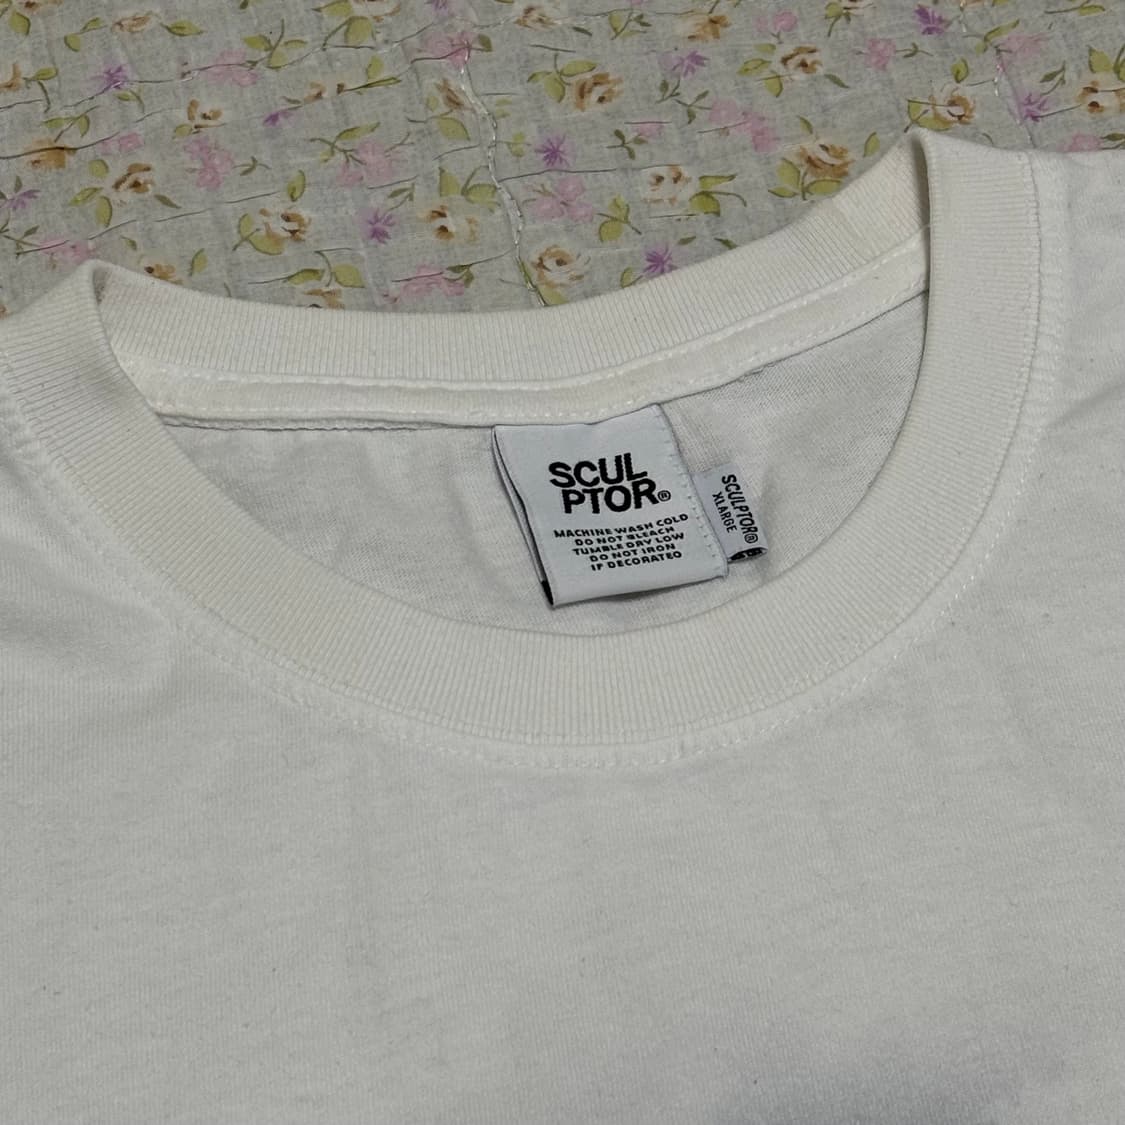 SCUL
PTOR®
MACHINE WASH COLD
DO NOT BLEACH
TUMBLE DRY LOW
DO NOT IRON
IF DECORATED
SCULPTOR®
XLARGE